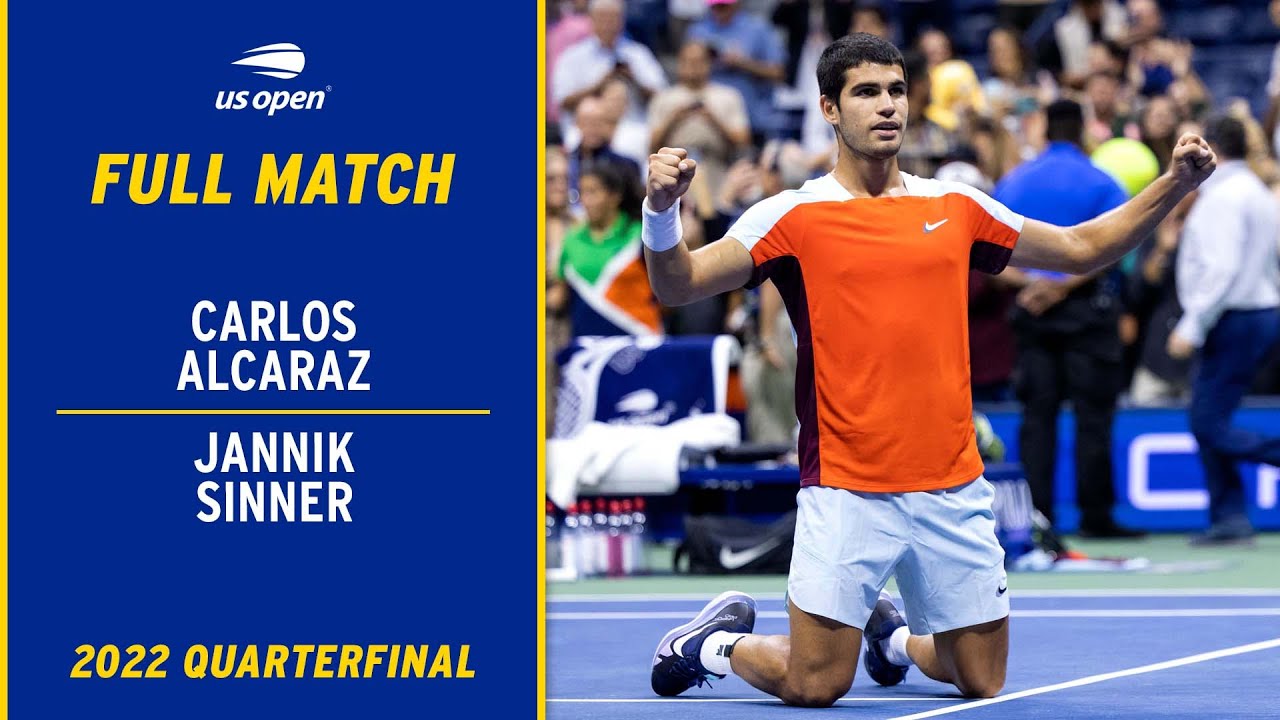 us open
FULL MATCH
CARLOS
ALCARAZ
JANNIK
SINNER
2022 QUARTERFINAL